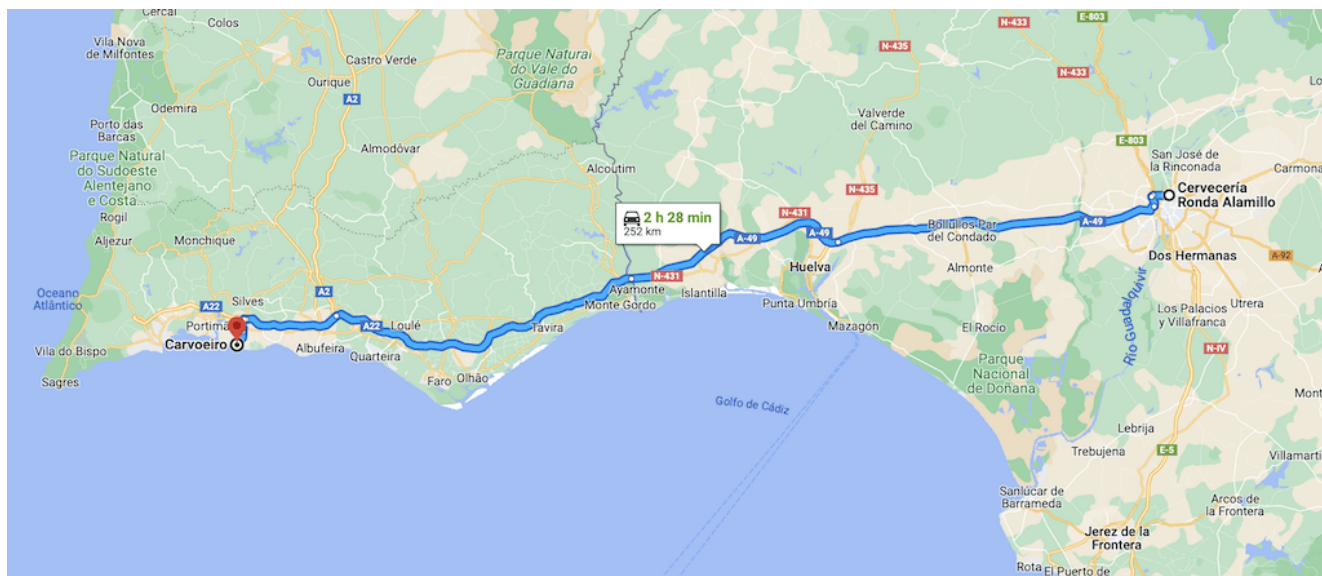 Cercal
Colos
Vila Nova
de Milfontes
Castro Verde
Ourique
A2
Parque Natural
do Vale do
Guadiana
N-433
E-803
N-435
N-433
Odemira
Porto das
Barcas
Almodôvar
Valverde
del Camino
Parque Natural
do Sudoeste
Alentejano
e Costa...
Alcoutim
E-803
San José de
la Rinconada
Carmona
N-435
Cervecería
Ronda Alamillo
Rogil
Aljezur
Monchique
2 h 28 min
252 km
N-431
A-49
A-49
Bollullos Par
del Condado
A-49
Dos Hermanas
A-92
Huelva
Almonte
N-431
Ayamonte
Islantilla
Monte Gordo
Punta Umbría
Mazagón
Río Guadalquivir
Utrera
Los Palacios
y Villafranca
Oceano
Atlántico
A22
Silves
A2
Portimã
A22
Loulé
Tavira
El Rocío
Carvoeiro
Albufeira
Quarteira
Vila do Bispo
Sagres
Faro
Olhão
N-IV
Parque
Nacional
de Doñana
Golfo de Cádiz
Mont
Lebrija
Trebujena
E-5
Villamarti
Sanlúcar de
Barrameda
Arcos de
la Frontera
Jerez de la
Frontera
Rota
El Puerto de